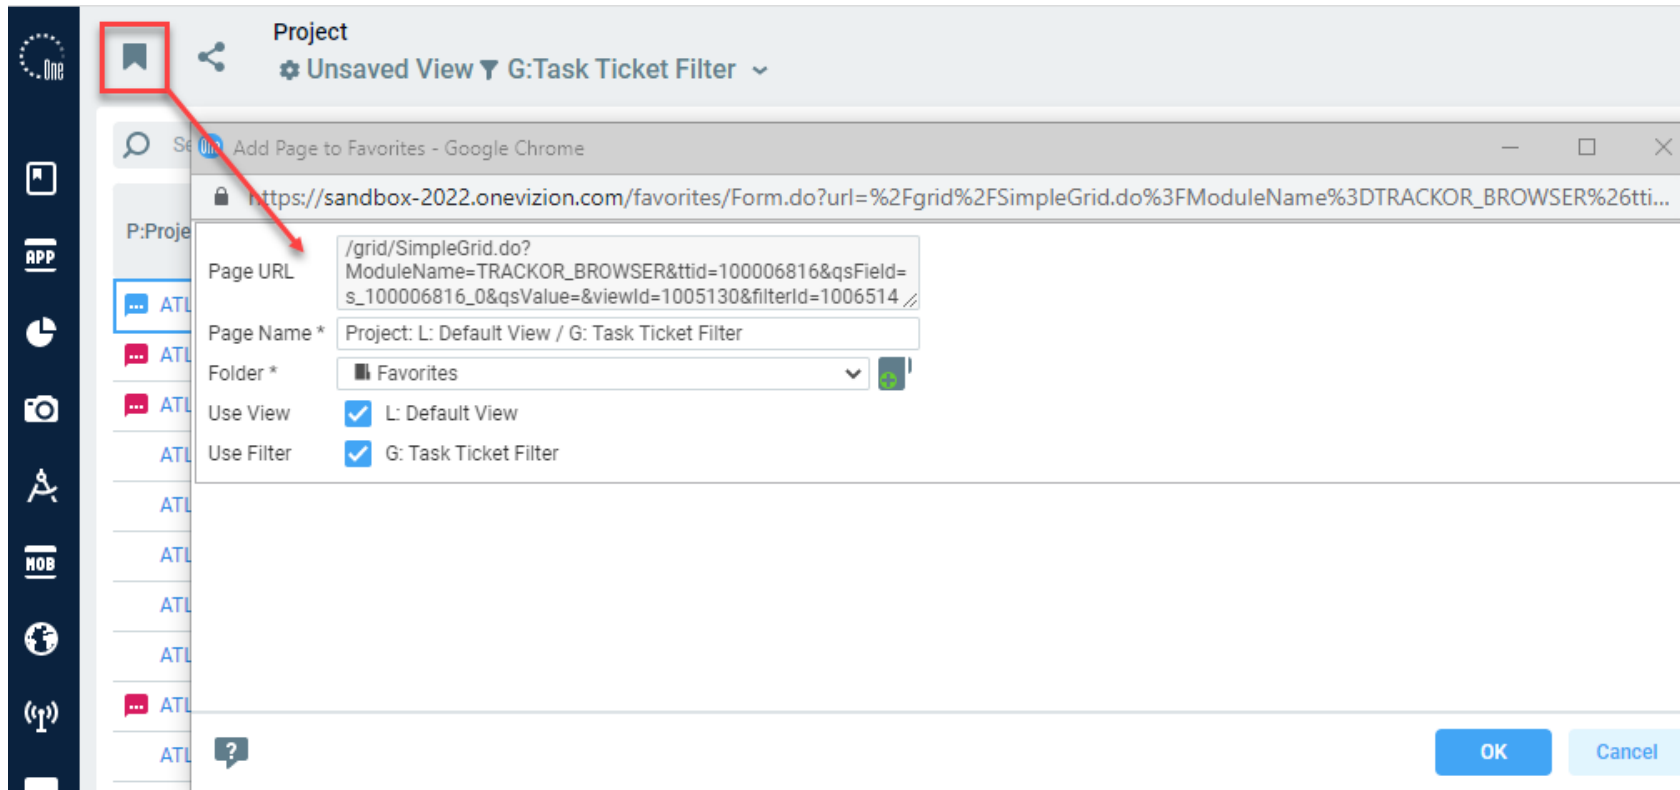 One
Project
Unsaved View G:Task Ticket Filter
APP
MOB
One Add Page to Favorites - Google Chrome
https://sandbox-2022.onevizion.com/favorites/Form.do?url=%2Fgrid%2FSimpleGrid.do%3FModuleName%3DTRACKOR_BROWSER%26tti...
P:Proje
ATL
ATL
ATL
ATL
ATL
ATL
ATL
ATL
ATL
ATL
Page URL
/grid/SimpleGrid.do?
ModuleName=TRACKOR_BROWSER&ttid=100006816&qsField=
s_100006816_0&qsValue=&viewId=1005130&filterId=1006514
Page Name * Project: L: Default View / G: Task Ticket Filter
Folder * Favorites
Use View L: Default View
Use Filter G: Task Ticket Filter
?
OK Cancel